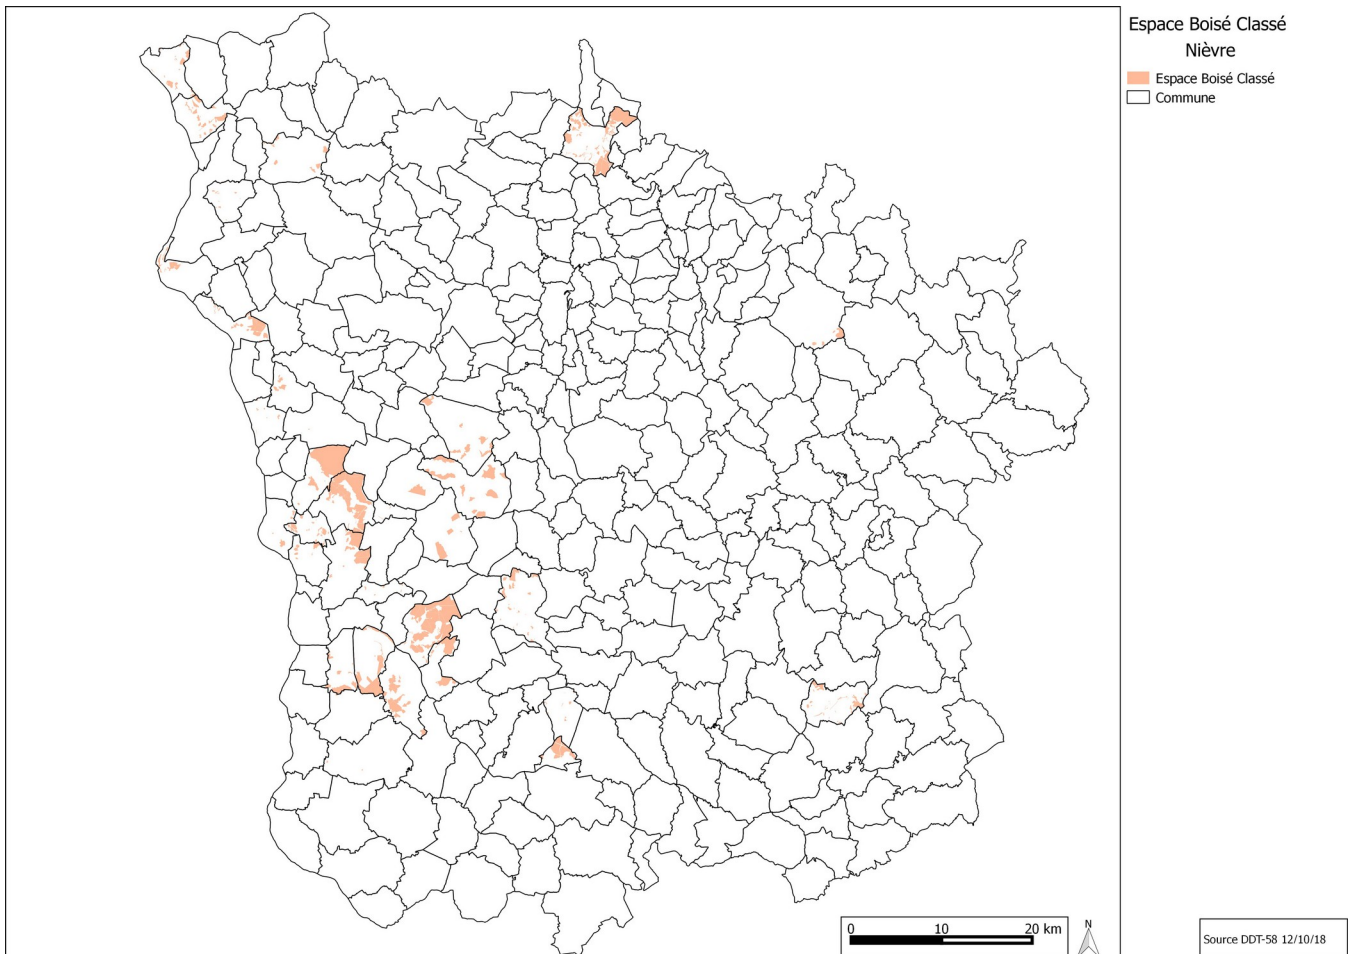 Espace Boisé Classé
Nièvre
Espace Boisé Classé
Commune
0 10 20 km
N
Source DDT-58 12/10/18